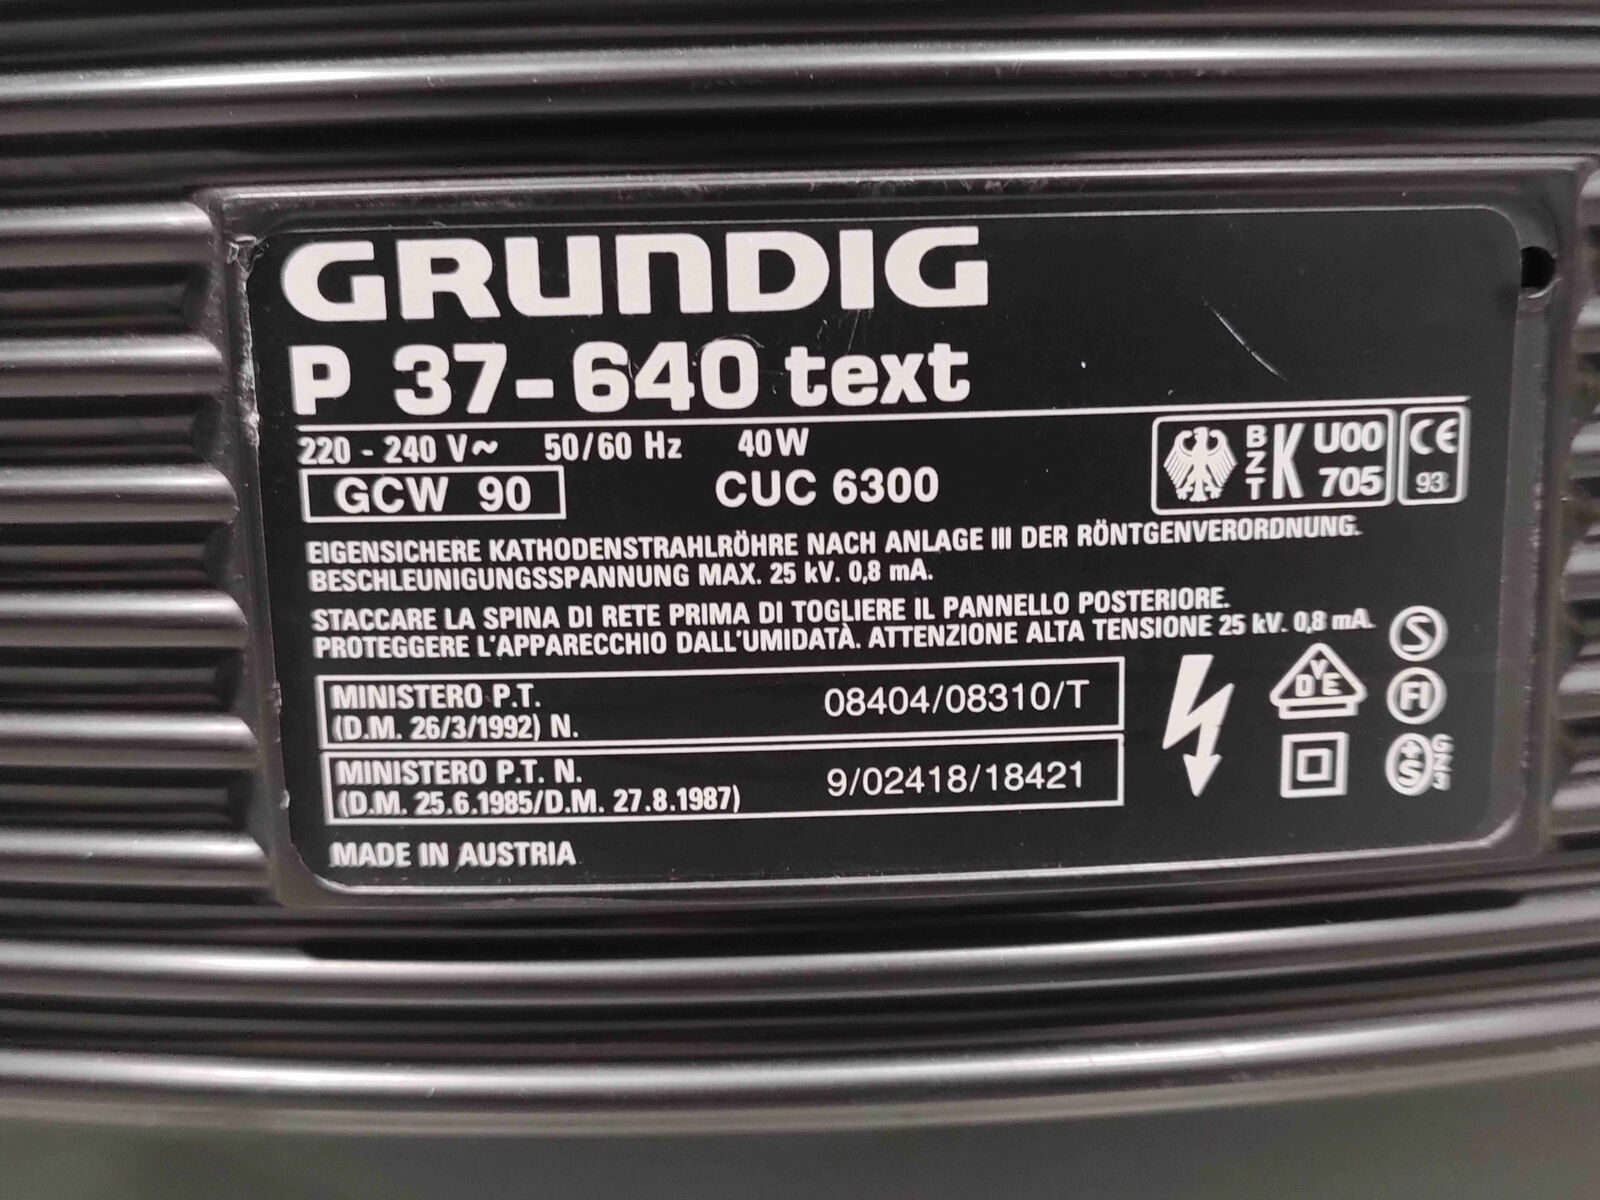 GRUNDIG
P 37-640 text
220 - 240 V~ 50/60 Hz 40W
GCW 90 CUC 6300
BZT K U00 705 CE 93
EIGENSICHERE KATHODENSTRAHLRÖHRE NACH ANLAGE III DER RÖNTGENVERORDNUNG.
BESCHLEUNIGUNGSSPANNUNG MAX. 25 kV. 0,8 mA.
STACCARE LA SPINA DI RETE PRIMA DI TOGLIERE IL PANNELLO POSTERIORE.
PROTEGGERE L'APPARECCHIO DALL'UMIDATÀ. ATTENZIONE ALTA TENSIONE 25 kV. 0,8 mA.
S
VDE FI
MINISTERO P.T. 08404/08310/T
(D.M. 26/3/1992) N.
MINISTERO P.T. N. 9/02418/18421
(D.M. 25.6.1985/D.M. 27.8.1987)
+S
MADE IN AUSTRIA